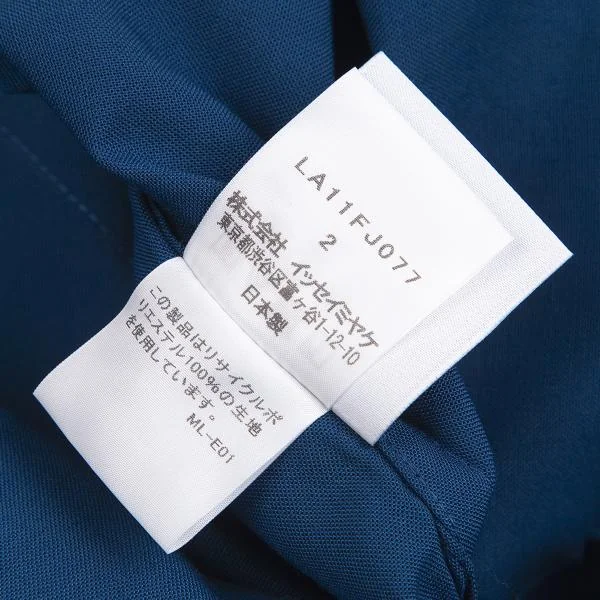 LA11FJ077
2
株式会社 イッセイミヤケ
東京都渋谷区富ケ谷1-12-10
日本製
この製品はリサイクルポ
リエステル100%の生地
を使用しています。
ML-E01